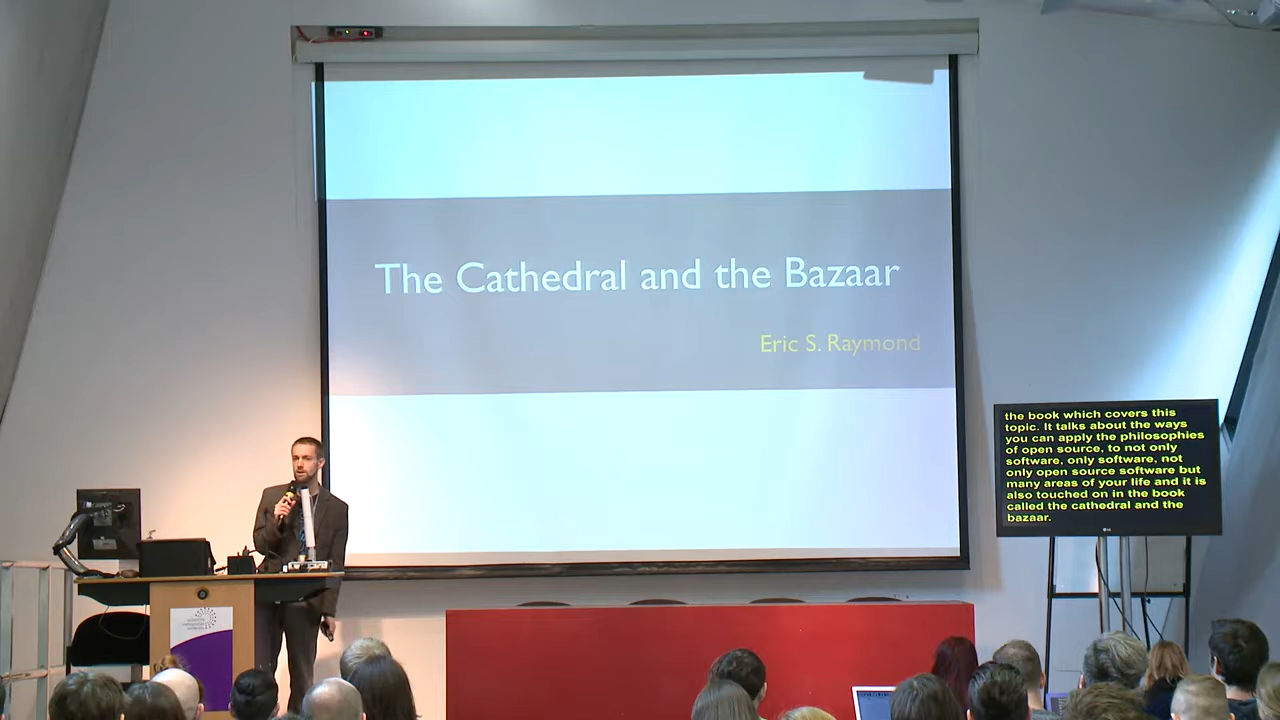 The Cathedral and the Bazaar
Eric S. Raymond
the book which covers this
topic. It talks about the ways
you can apply the philosophies
of open source, to not only
software, only software, not
only open source software but
many areas of your life and it is
also touched on in the book
called the cathedral and the
bazaar.